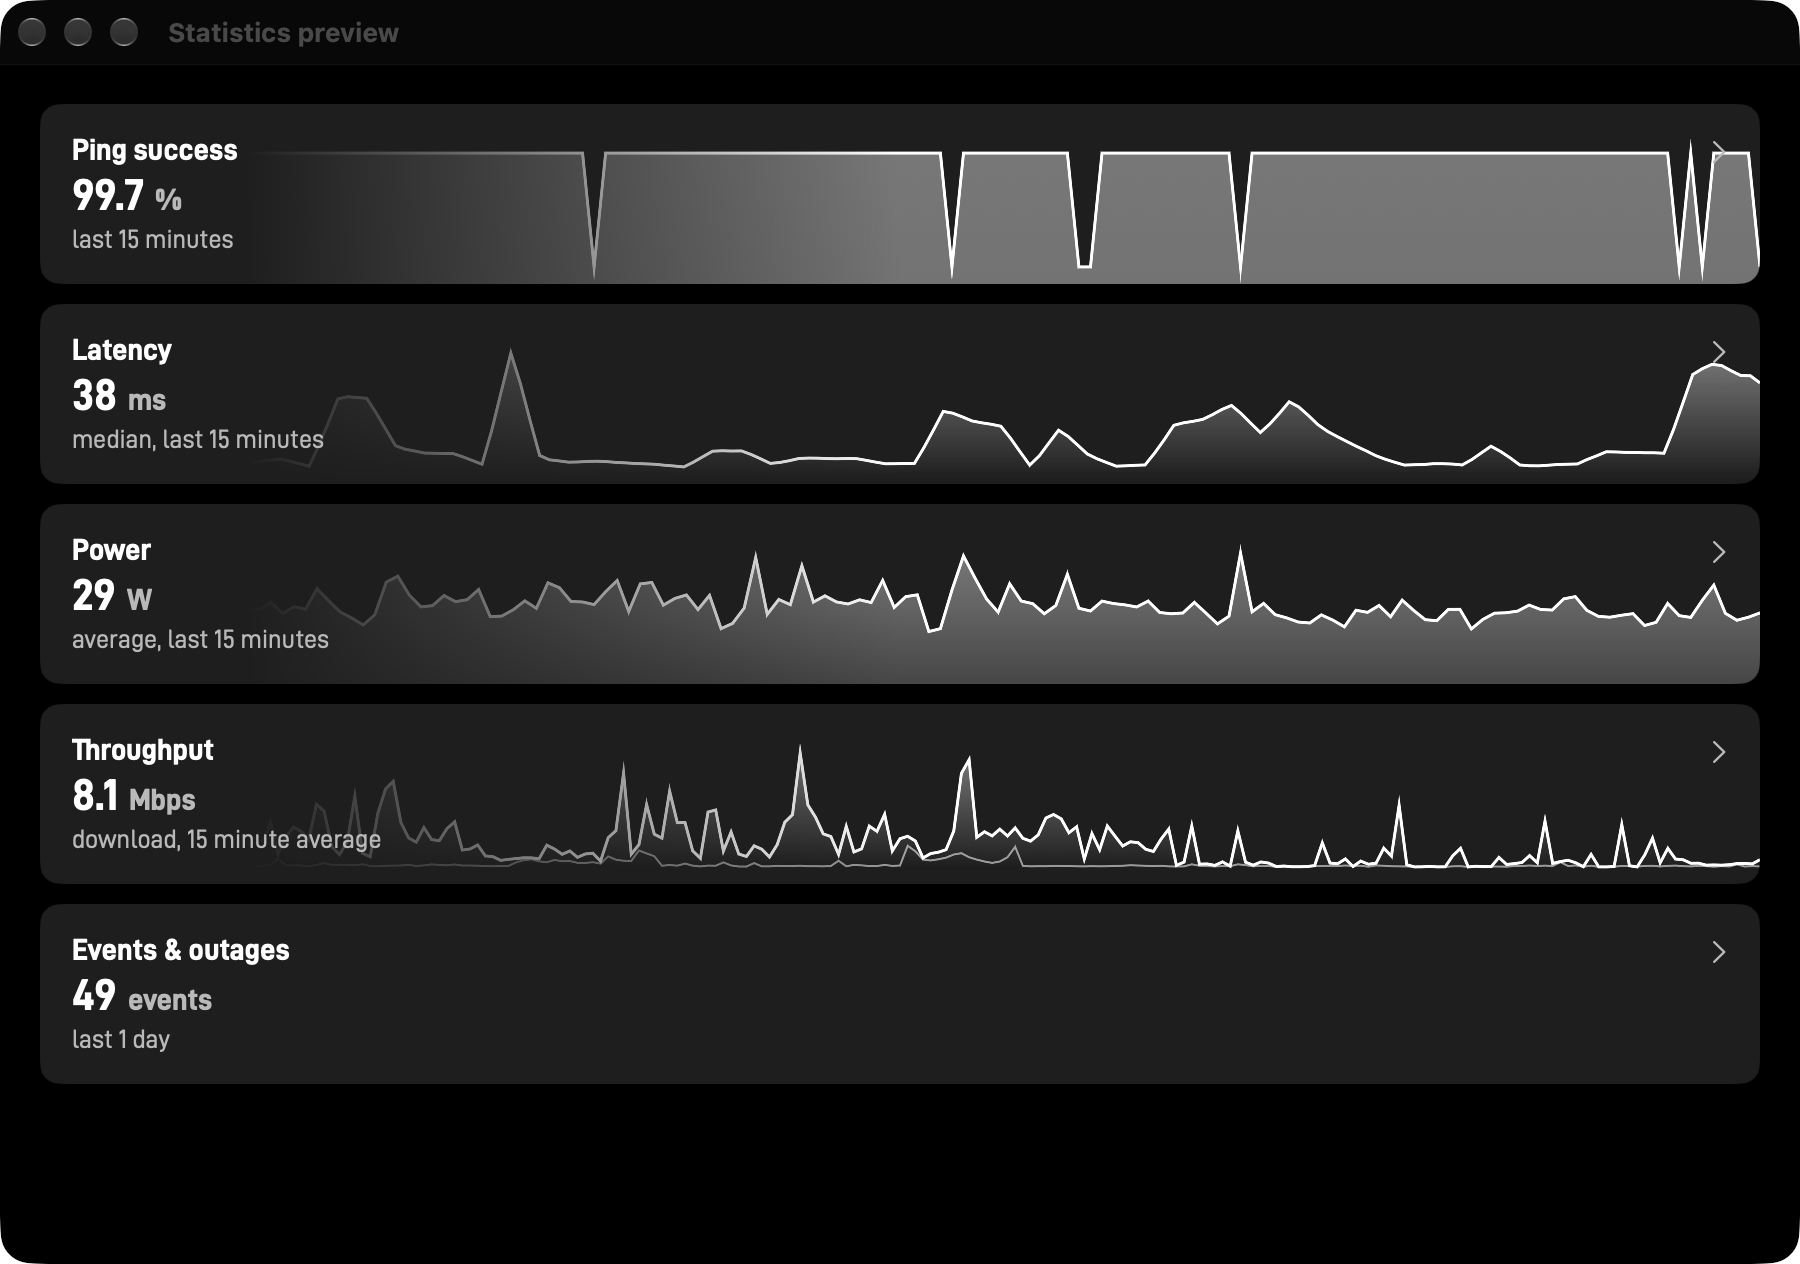 Statistics preview
Ping success
99.7 %
last 15 minutes
Latency
38 ms
median, last 15 minutes
Power
29 W
average, last 15 minutes
Throughput
8.1 Mbps
download, 15 minute average
Events & outages
49 events
last 1 day